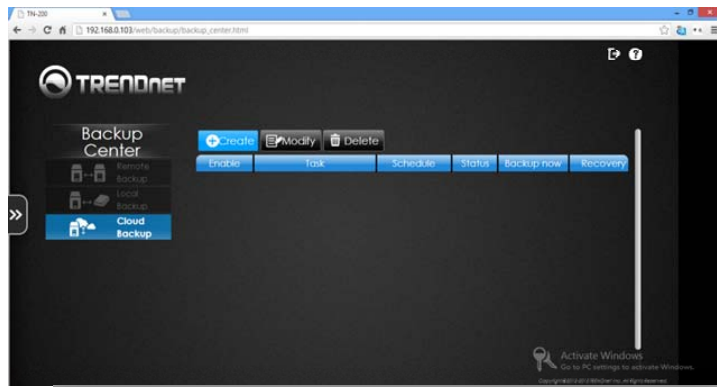 TN-200
192.168.0.103/web/backup/backup_center.html
TRENDNET
Backup
Center
Create Modify Delete
Enable Task Schedule Status Backup now Recovery
Remote
Backup
Local
Backup
Cloud
Backup
Activate Windows
Go to PC settings to activate Windows.